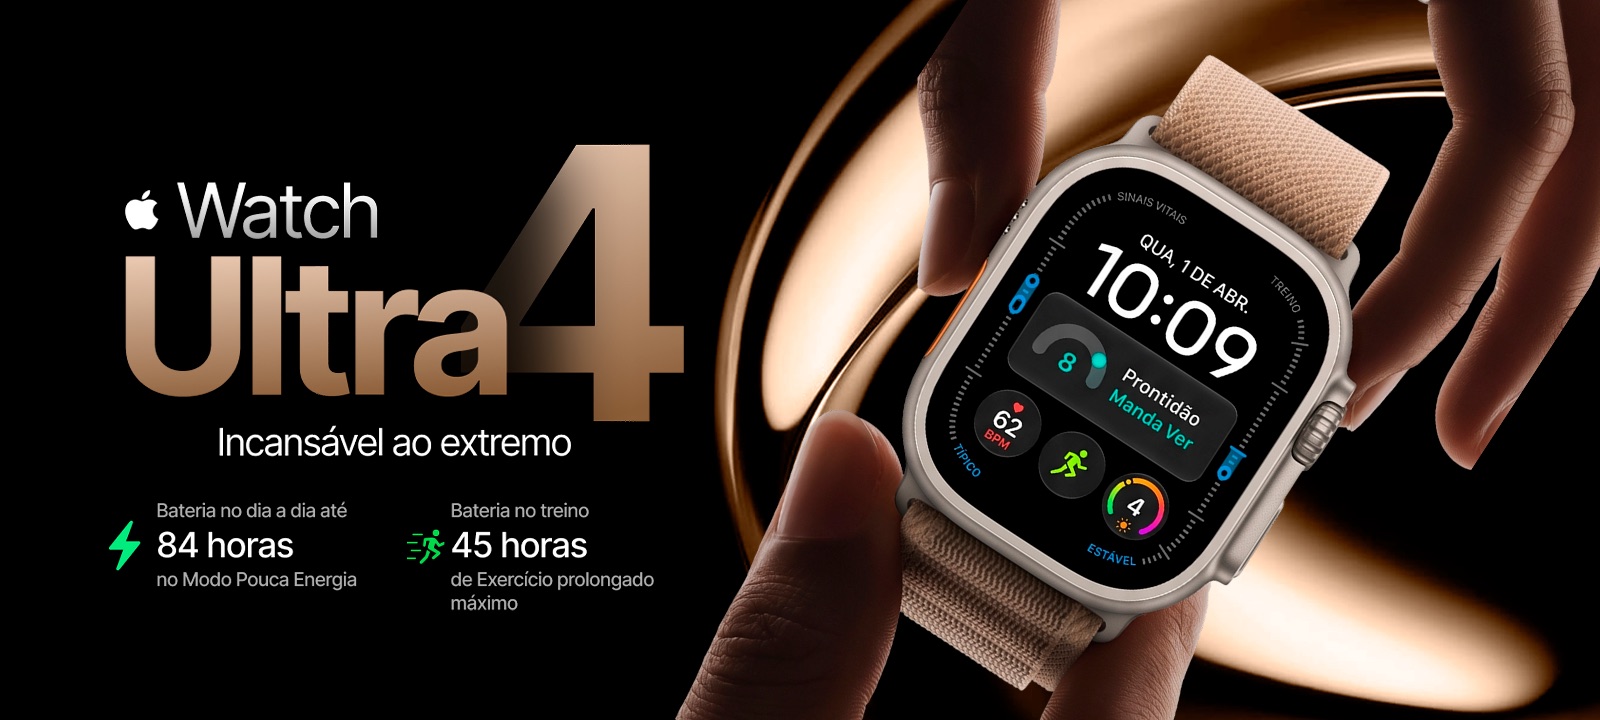 Watch
Ultra 4
Incansável ao extremo
Bateria no dia a dia até
84 horas
no Modo Pouca Energia
Bateria no treino
45 horas
de Exercício prolongado
máximo
SINAIS VITAIS
TREINO
QUA, 1 DE ABR.
10:09
8
Prontidão
Manda Ver
62
BPM
4
TÍPICO
ESTÁVEL